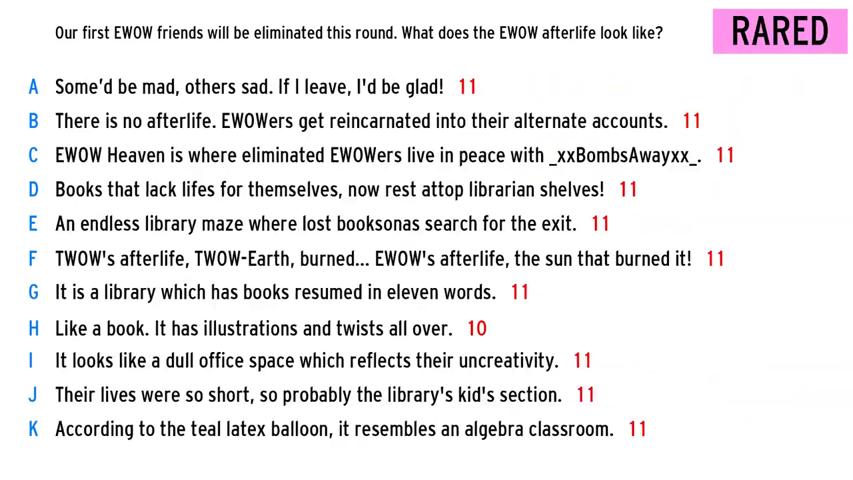 Our first EWOW friends will be eliminated this round. What does the EWOW afterlife look like?
RARED
A Some'd be mad, others sad. If I leave, I'd be glad! 11
B There is no afterlife. EWOWers get reincarnated into their alternate accounts. 11
C EWOW Heaven is where eliminated EWOWers live in peace with _xxBombsAwayxx_. 11
D Books that lack lifes for themselves, now rest attop librarian shelves! 11
E An endless library maze where lost booksonas search for the exit. 11
F TWOW's afterlife, TWOW-Earth, burned... EWOW's afterlife, the sun that burned it! 11
G It is a library which has books resumed in eleven words. 11
H Like a book. It has illustrations and twists all over. 10
I It looks like a dull office space which reflects their uncreativity. 11
J Their lives were so short, so probably the library's kid's section. 11
K According to the teal latex balloon, it resembles an algebra classroom. 11